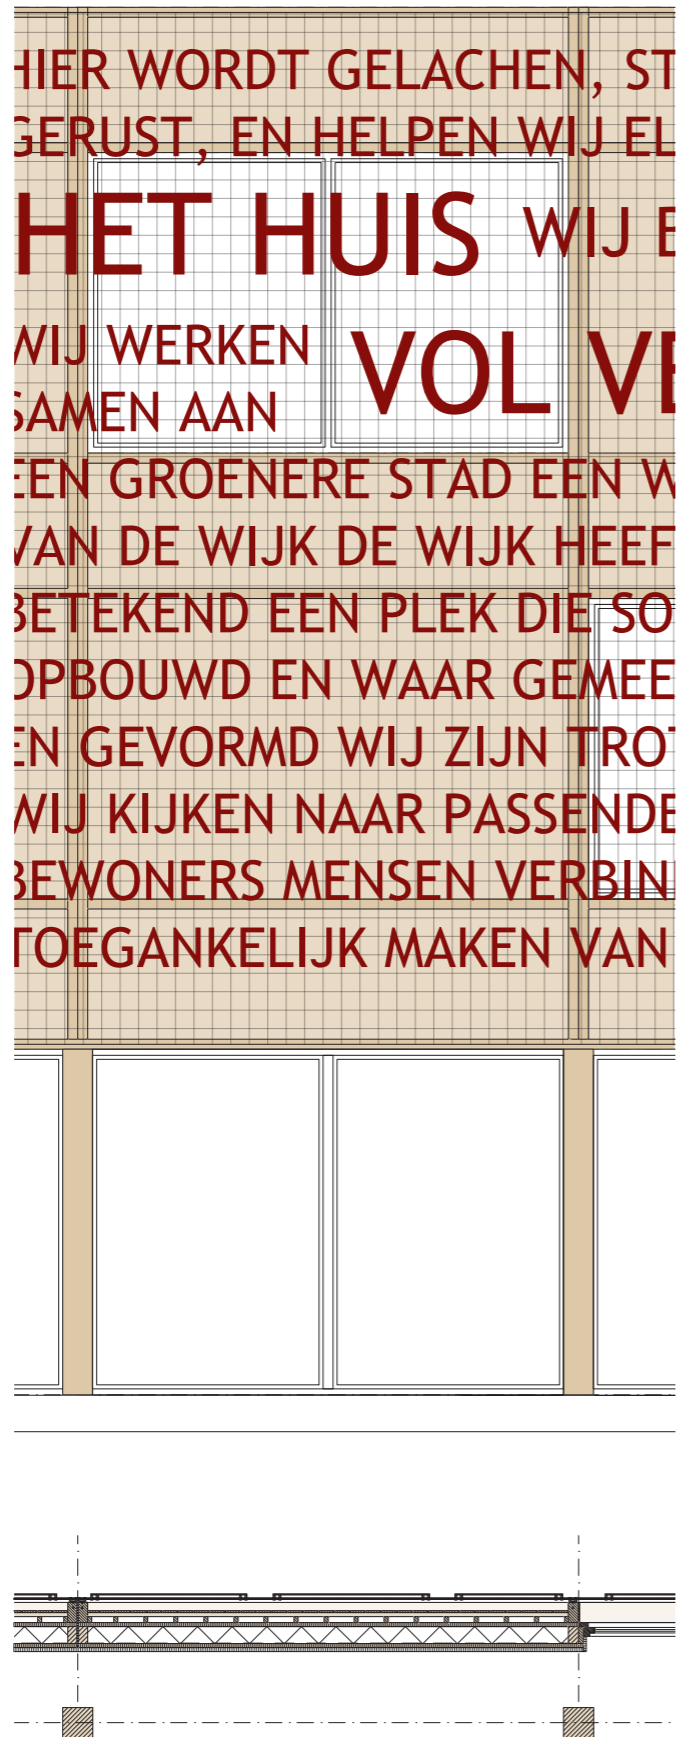 HIER WORDT GELACHEN, ST
GERUST, EN HELPEN WIJ EL
HET HUIS WIJ B
WIJ WERKEN VOL VE
SAMEN AAN
EEN GROENERE STAD EEN W
VAN DE WIJK DE WIJK HEEF
BETEKEND EEN PLEK DIE SO
OPBOUWD EN WAAR GEMEE
EN GEVORMD WIJ ZIJN TROT
WIJ KIJKEN NAAR PASSENDE
BEWONERS MENSEN VERBIN
TOEGANKELIJK MAKEN VAN